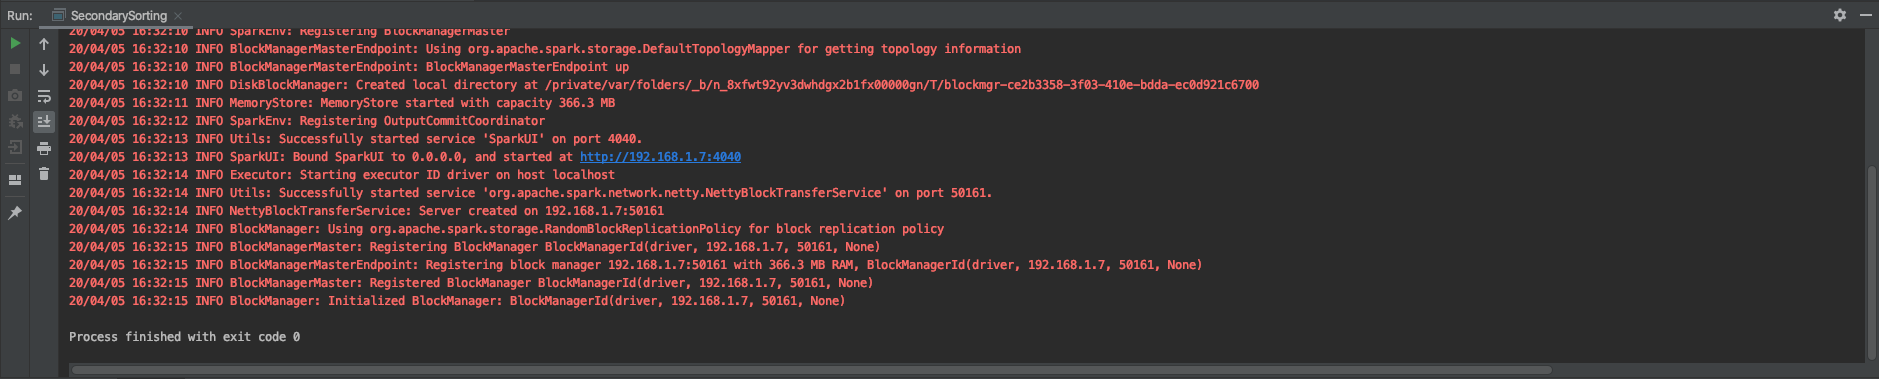 Run: SecondarySorting
20/04/05 16:32:10 INFO SparkEnv: Registering BlockManagerMaster
20/04/05 16:32:10 INFO BlockManagerMasterEndpoint: Using org.apache.spark.storage.DefaultTopologyMapper for getting topology information
20/04/05 16:32:10 INFO BlockManagerMasterEndpoint: BlockManagerMasterEndpoint up
20/04/05 16:32:10 INFO DiskBlockManager: Created local directory at /private/var/folders/_b/n_8xfwt92yv3dwhdgx2b1fx00000gn/T/blockmgr-ce2b3358-3f03-410e-bdda-ec0d921c6700
20/04/05 16:32:11 INFO MemoryStore: MemoryStore started with capacity 366.3 MB
20/04/05 16:32:12 INFO SparkEnv: Registering OutputCommitCoordinator
20/04/05 16:32:13 INFO Utils: Successfully started service 'SparkUI' on port 4040.
20/04/05 16:32:13 INFO SparkUI: Bound SparkUI to 0.0.0.0, and started at http://192.168.1.7:4040
20/04/05 16:32:14 INFO Executor: Starting executor ID driver on host localhost
20/04/05 16:32:14 INFO Utils: Successfully started service 'org.apache.spark.network.netty.NettyBlockTransferService' on port 50161.
20/04/05 16:32:14 INFO NettyBlockTransferService: Server created on 192.168.1.7:50161
20/04/05 16:32:14 INFO BlockManager: Using org.apache.spark.storage.RandomBlockReplicationPolicy for block replication policy
20/04/05 16:32:15 INFO BlockManagerMaster: Registering BlockManager BlockManagerId(driver, 192.168.1.7, 50161, None)
20/04/05 16:32:15 INFO BlockManagerMasterEndpoint: Registering block manager 192.168.1.7:50161 with 366.3 MB RAM, BlockManagerId(driver, 192.168.1.7, 50161, None)
20/04/05 16:32:15 INFO BlockManagerMaster: Registered BlockManager BlockManagerId(driver, 192.168.1.7, 50161, None)
20/04/05 16:32:15 INFO BlockManager: Initialized BlockManager: BlockManagerId(driver, 192.168.1.7, 50161, None)
Process finished with exit code 0